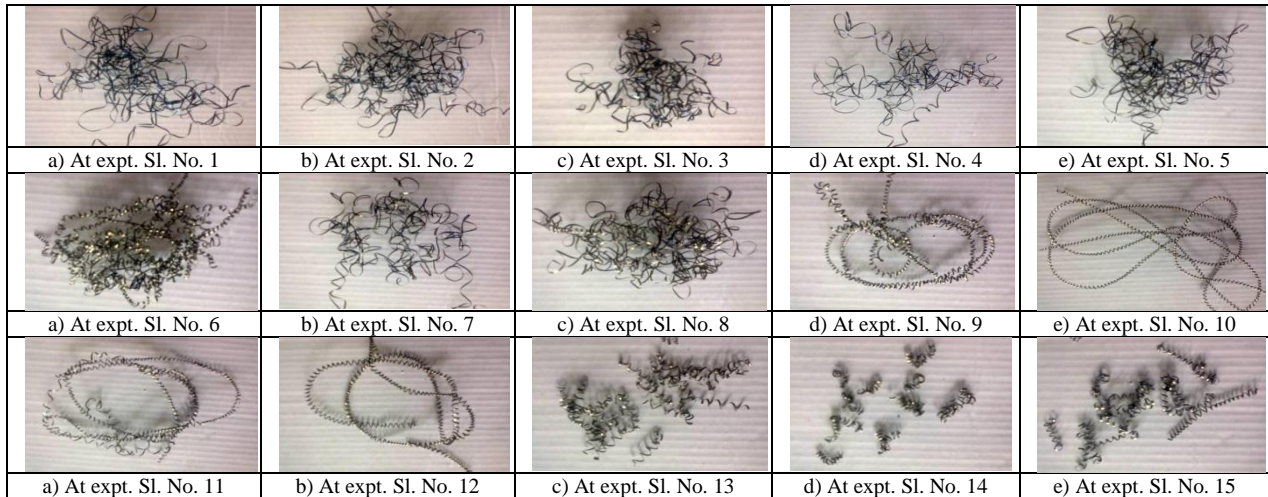 a) At expt. Sl. No. 1
b) At expt. Sl. No. 2
c) At expt. Sl. No. 3
d) At expt. Sl. No. 4
e) At expt. Sl. No. 5
a) At expt. Sl. No. 6
b) At expt. Sl. No. 7
c) At expt. Sl. No. 8
d) At expt. Sl. No. 9
e) At expt. Sl. No. 10
a) At expt. Sl. No. 11
b) At expt. Sl. No. 12
c) At expt. Sl. No. 13
d) At expt. Sl. No. 14
e) At expt. Sl. No. 15